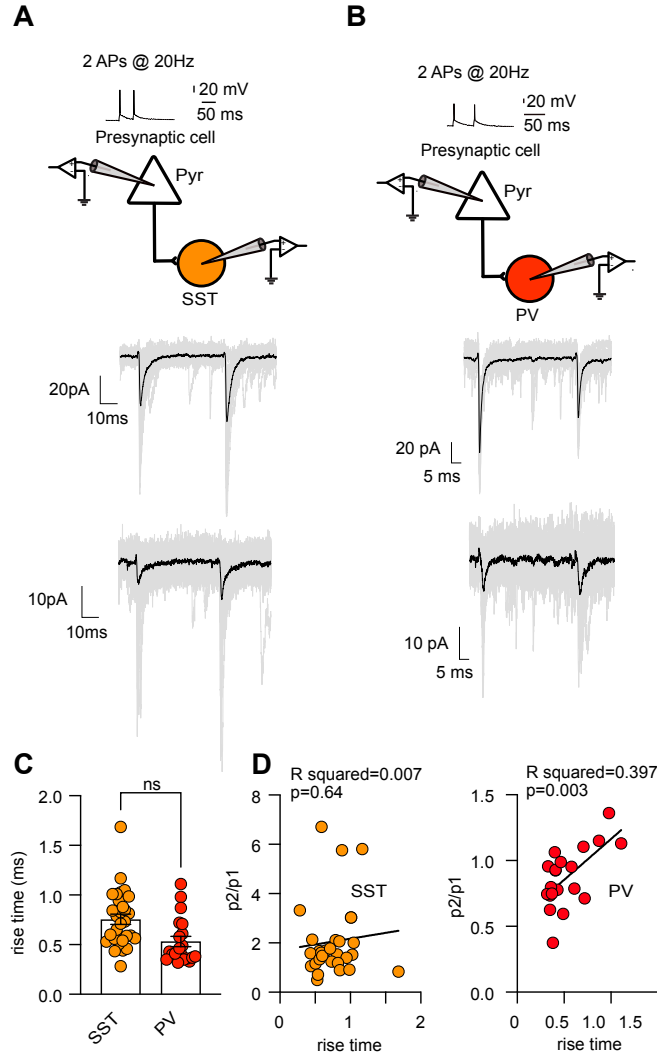 A
2 APs @ 20Hz
20 mV
50 ms
Presynaptic cell
Pyr
SST
20pA
10ms
10pA
10ms
B
2 APs @ 20Hz
20 mV
50 ms
Presynaptic cell
Pyr
PV
20 pA
5 ms
10 pA
5 ms
C
ns
2.0
1.5
1.0
0.5
0.0
rise time (ms)
SST
PV
D
R squared=0.007
p=0.64
8
6
4
2
0
p2/p1
SST
0
1
2
rise time
R squared=0.397
p=0.003
1.5
1.0
0.5
0.0
p2/p1
PV
0
0.5
1.0
1.5
rise time